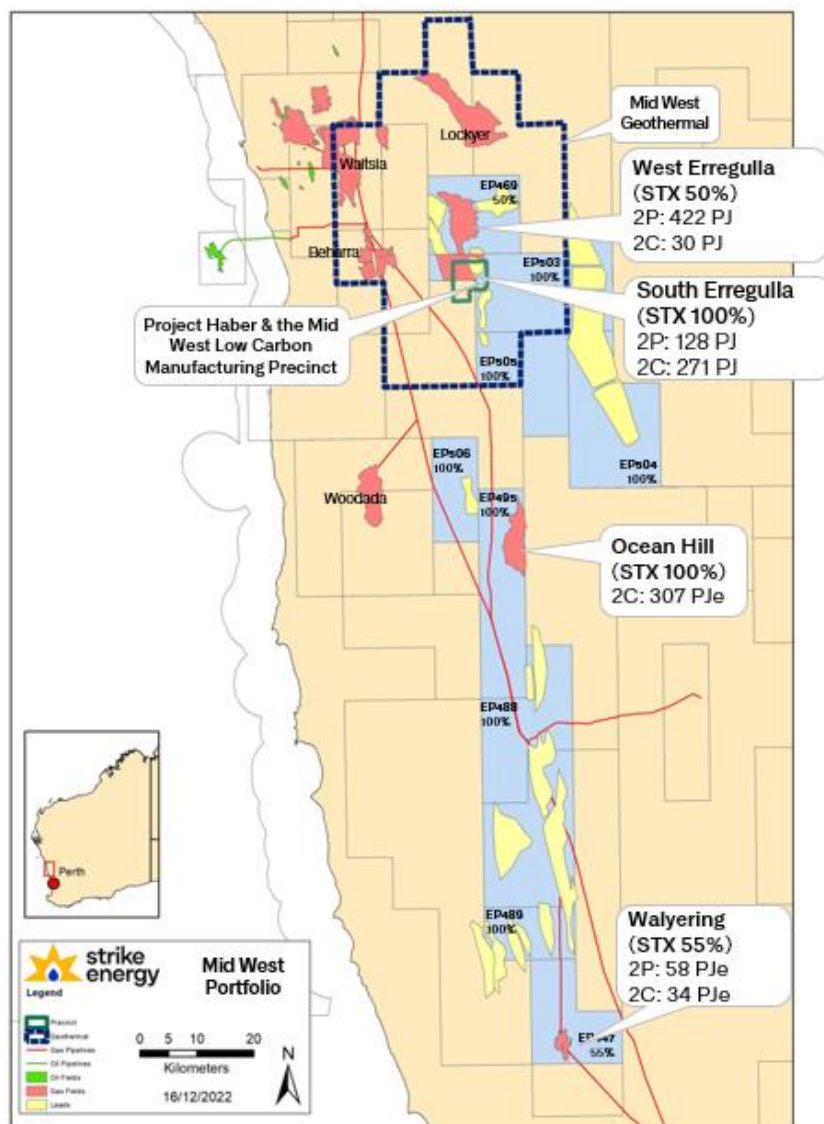 Mid West
Geothermal
Lockyer
Waitsia
West Erregulla
(STX 50%)
2P: 422 PJ
2C: 30 PJ
EP469
50%
Beharra
EP503
100%
South Erregulla
(STX 100%)
2P: 128 PJ
2C: 271 PJ
Project Haber & the Mid
West Low Carbon
Manufacturing Precinct
EP505
100%
EP506
100%
EP504
100%
Woodada
EP495
100%
Ocean Hill
(STX 100%)
2C: 307 PJe
EP488
100%
Perth
EP489
100%
Walyering
(STX 55%)
2P: 58 PJe
2C: 34 PJe
EP447
55%
strike
energy
Mid West
Portfolio
Legend
Precinct
Geothermal
Gas Pipelines
Oil Pipelines
Oil Fields
Gas Fields
Leads
0 5 10 20
Kilometers
N
16/12/2022